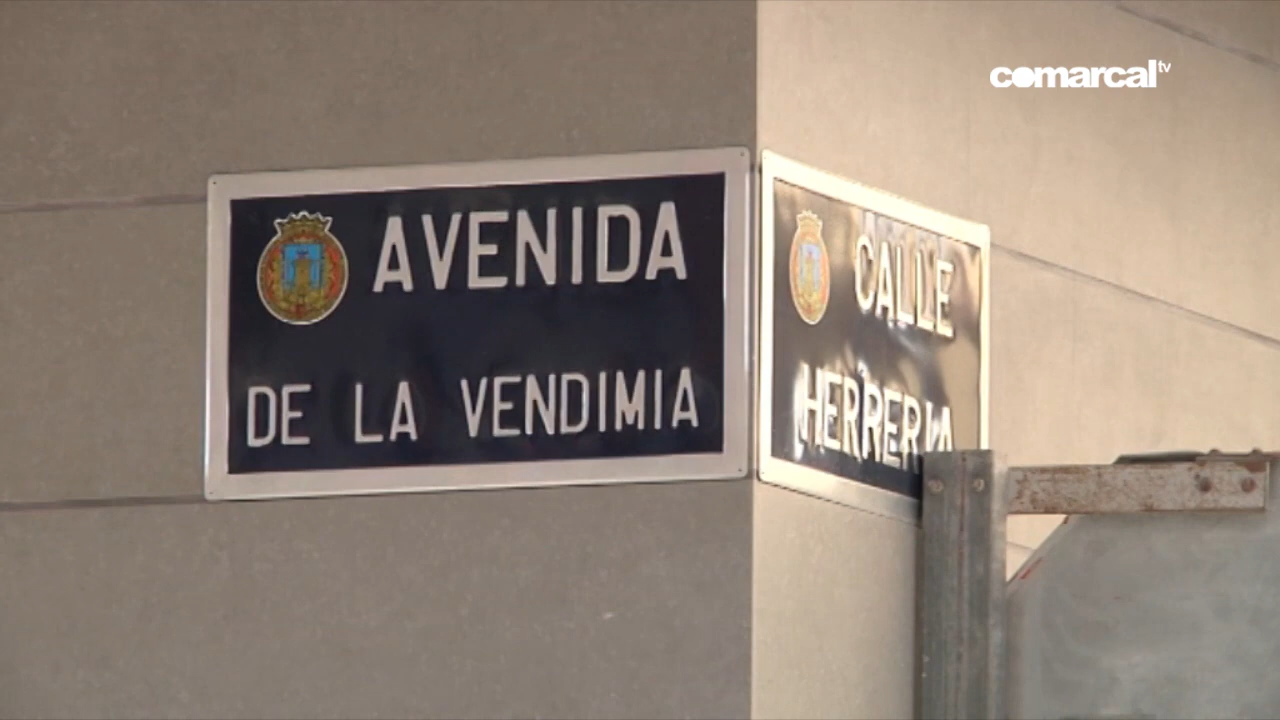 comarcal tv
AVENIDA
DE LA VENDIMIA
CALLE
HERRERIA